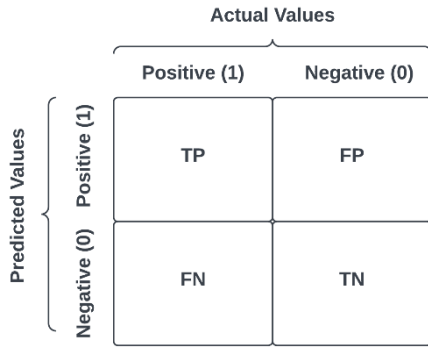 Actual Values
Positive (1) Negative (0)
Predicted Values
Positive (1)
TP FP
Negative (0)
FN TN